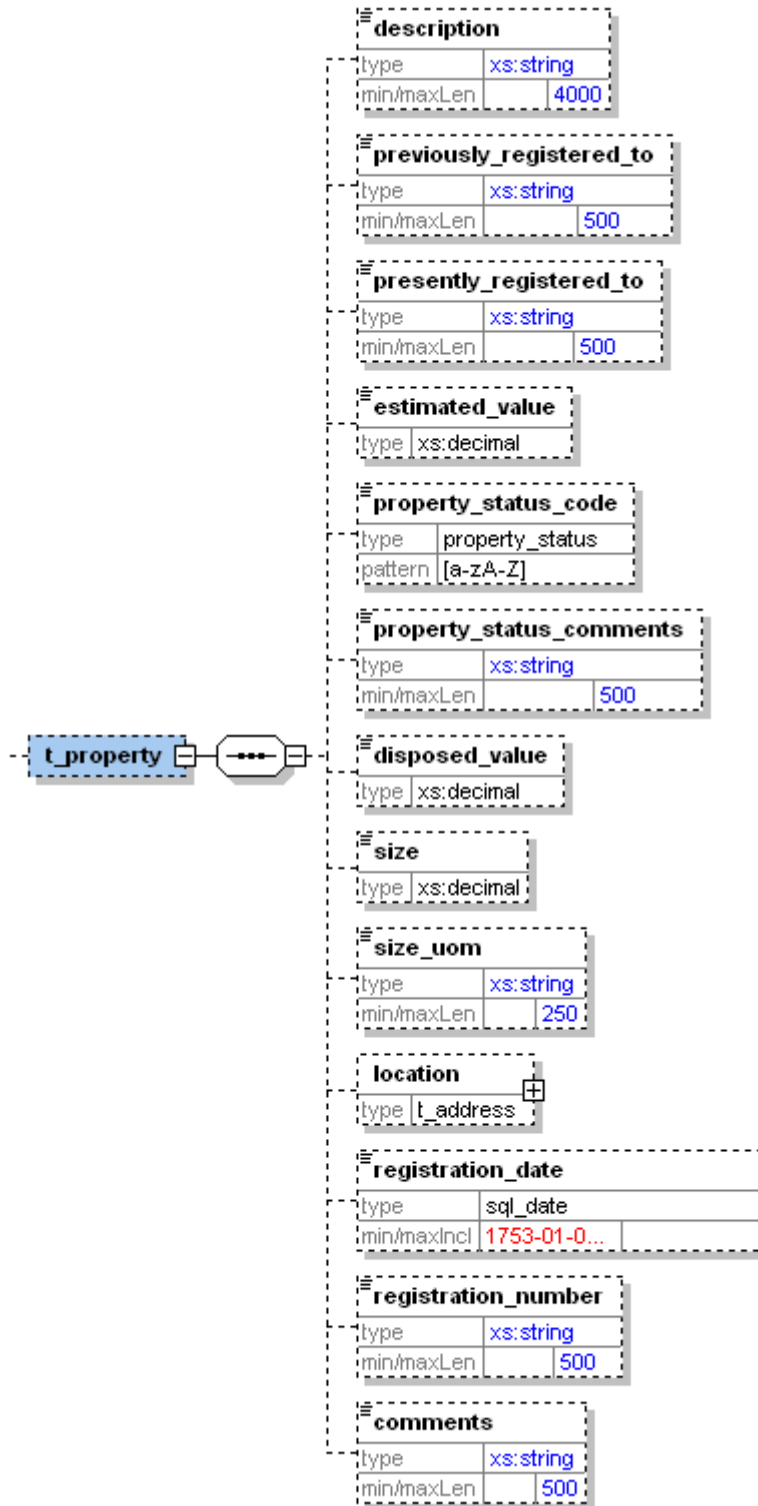 description
type xs:string
min/maxLen 4000
previously_registered_to
type xs:string
min/maxLen 500
presently_registered_to
type xs:string
min/maxLen 500
estimated_value
type xs:decimal
property_status_code
type property_status
pattern [a-zA-Z]
property_status_comments
type xs:string
min/maxLen 500
t_property
disposed_value
type xs:decimal
size
type xs:decimal
size_uom
type xs:string
min/maxLen 250
location
type t_address
registration_date
type sql_date
min/maxIncl 1753-01-0...
registration_number
type xs:string
min/maxLen 500
comments
type xs:string
min/maxLen 500